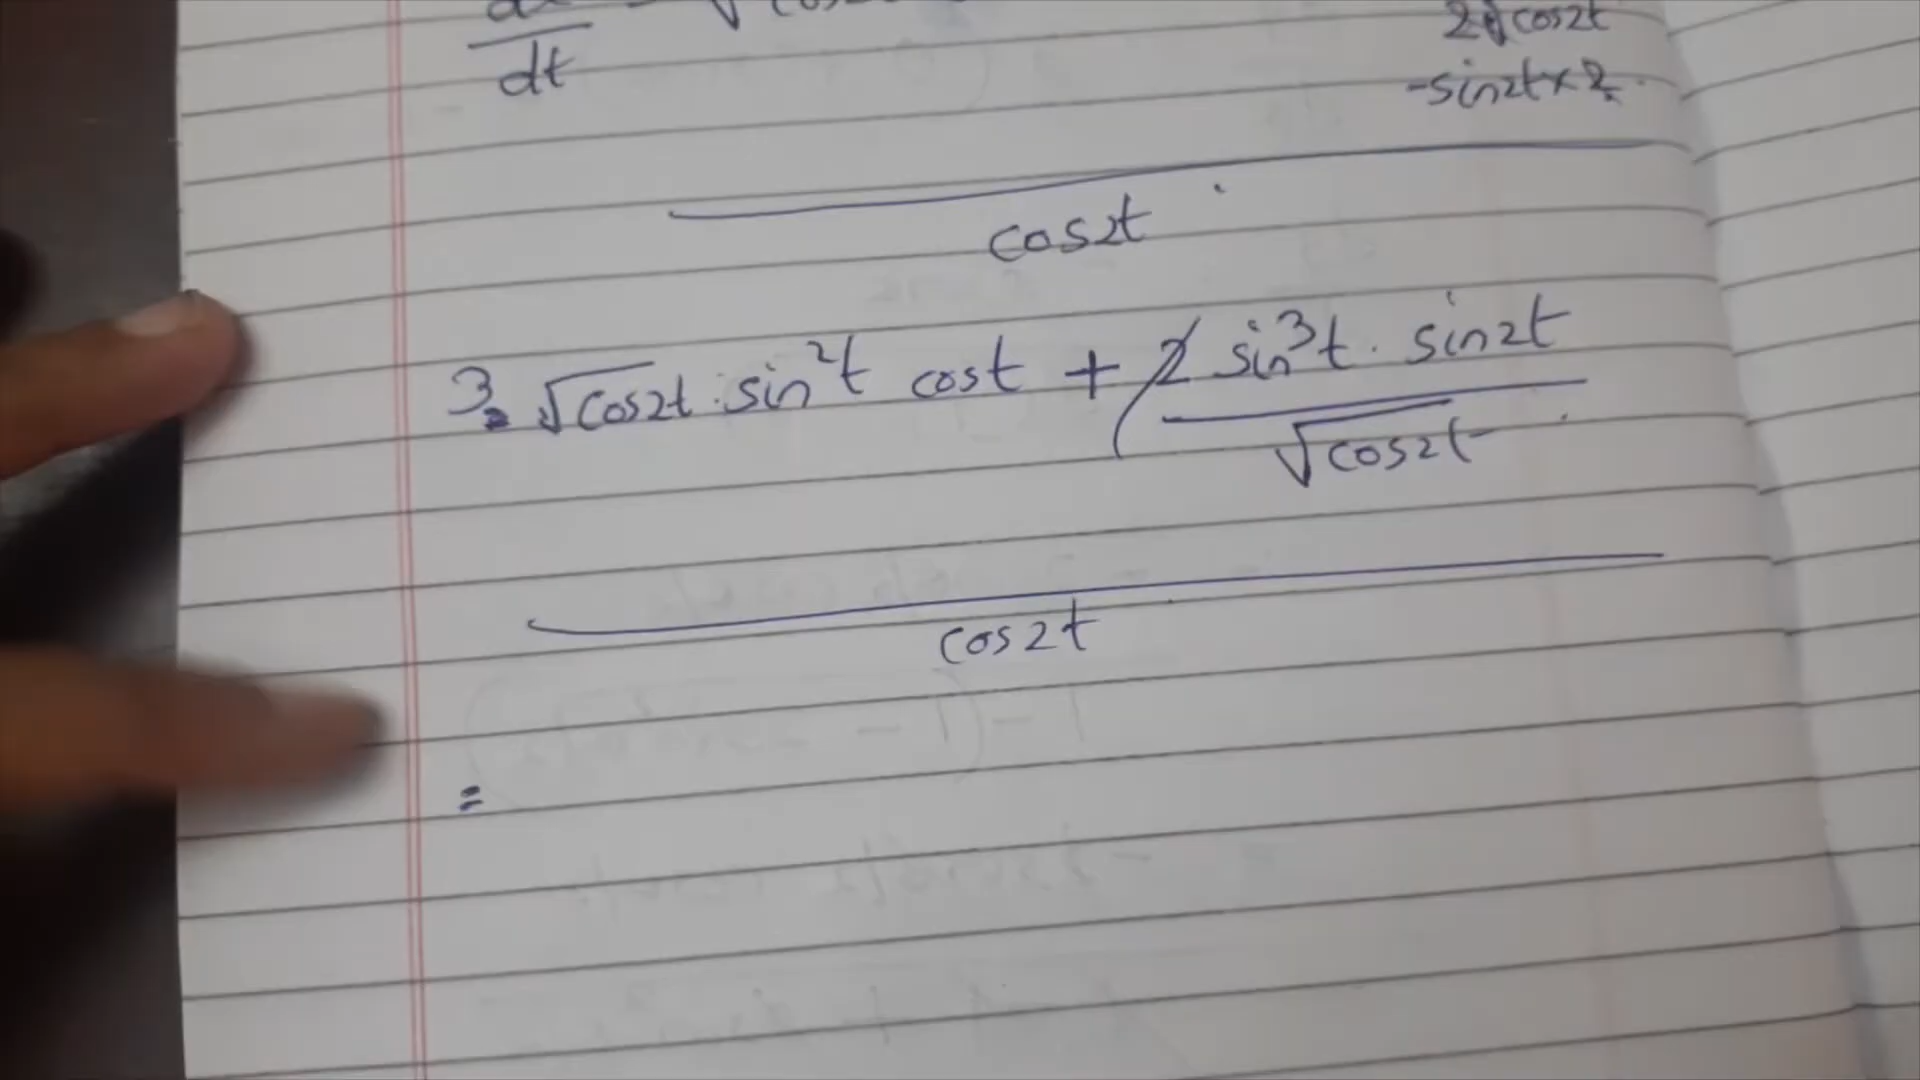 dt
2√cos2t
-sin2t×2
cos2t
3.√cos2t.sin²t cost + 2 sin³t. sin2t
√cos2t
cos2t
=